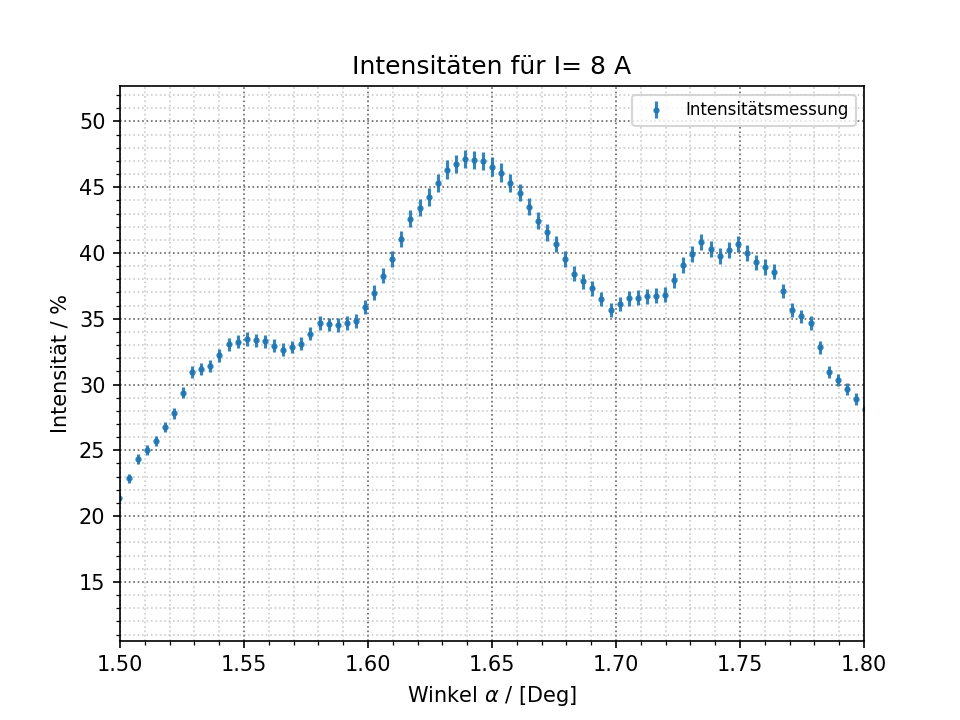 Intensitäten für I= 8 A
Intensitätsmessung
Intensität / %
50
45
40
35
30
25
20
15
1.50 1.55 1.60 1.65 1.70 1.75 1.80
Winkel α / [Deg]